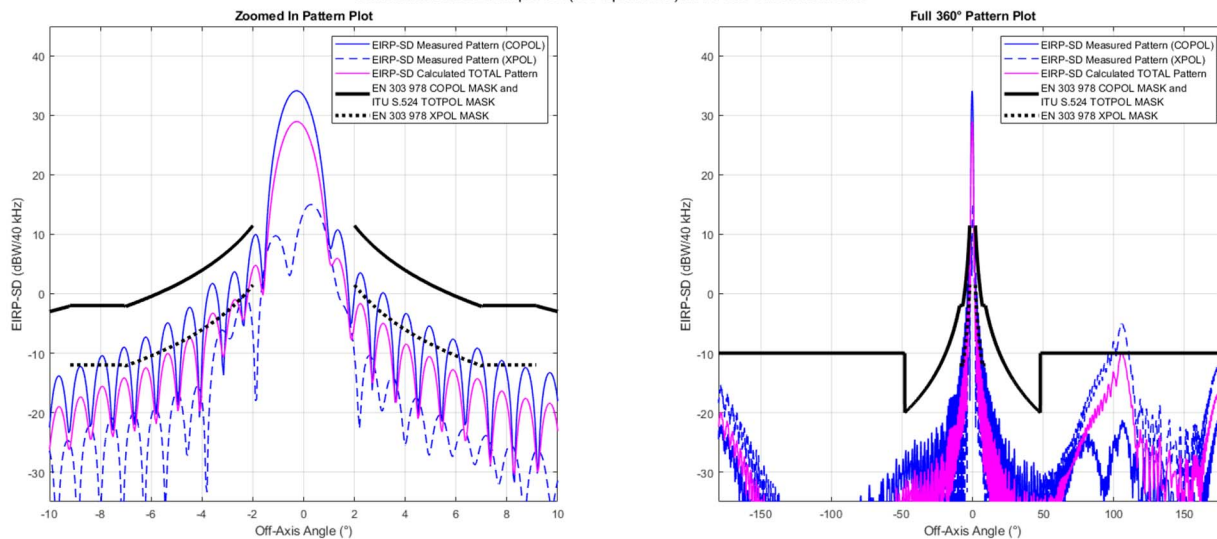 Zoomed In Pattern Plot
EIRP-SD (dBW/40 kHz)
40
30
20
10
0
-10
-20
-30
EIRP-SD Measured Pattern (COPOL)
EIRP-SD Measured Pattern (XPOL)
EIRP-SD Calculated TOTAL Pattern
EN 303 978 COPOL MASK and
ITU S.524 TOTPOL MASK
EN 303 978 XPOL MASK
-10 -8 -6 -4 -2 0 2 4 6 8 10
Off-Axis Angle (°)
Full 360° Pattern Plot
EIRP-SD (dBW/40 kHz)
40
30
20
10
0
-10
-20
-30
EIRP-SD Measured Pattern (COPOL)
EIRP-SD Measured Pattern (XPOL)
EIRP-SD Calculated TOTAL Pattern
EN 303 978 COPOL MASK and
ITU S.524 TOTPOL MASK
EN 303 978 XPOL MASK
-150 -100 -50 0 50 100 150
Off-Axis Angle (°)